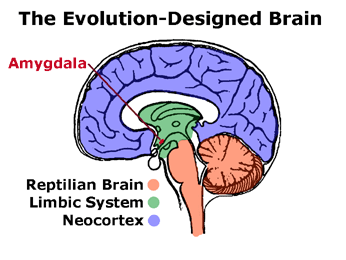 The Evolution-Designed Brain
Amygdala
Reptilian Brain
Limbic System
Neocortex